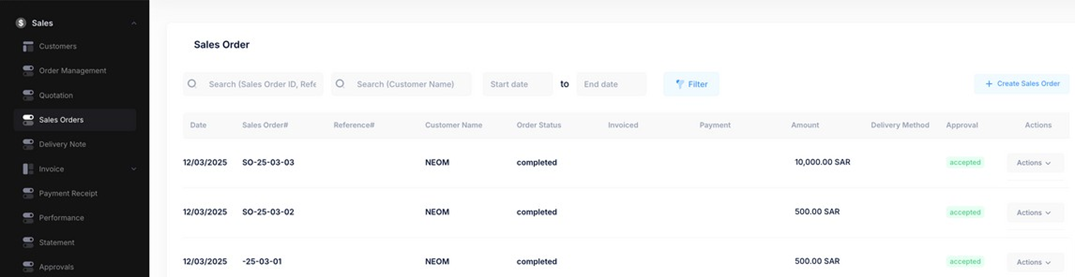 Sales
Customers
Order Management
Quotation
Sales Orders
Delivery Note
Invoice
Payment Receipt
Performance
Statement
Approvals
Sales Order
Search (Sales Order ID, Refe
Search (Customer Name)
Start date
to
End date
Filter
+ Create Sales Order
Date Sales Order# Reference# Customer Name Order Status Invoiced Payment Amount Delivery Method Approval Actions
12/03/2025 SO-25-03-03 NEOM completed 10,000.00 SAR accepted Actions
12/03/2025 SO-25-03-02 NEOM completed 500.00 SAR accepted Actions
12/03/2025 -25-03-01 NEOM completed 500.00 SAR accepted Actions